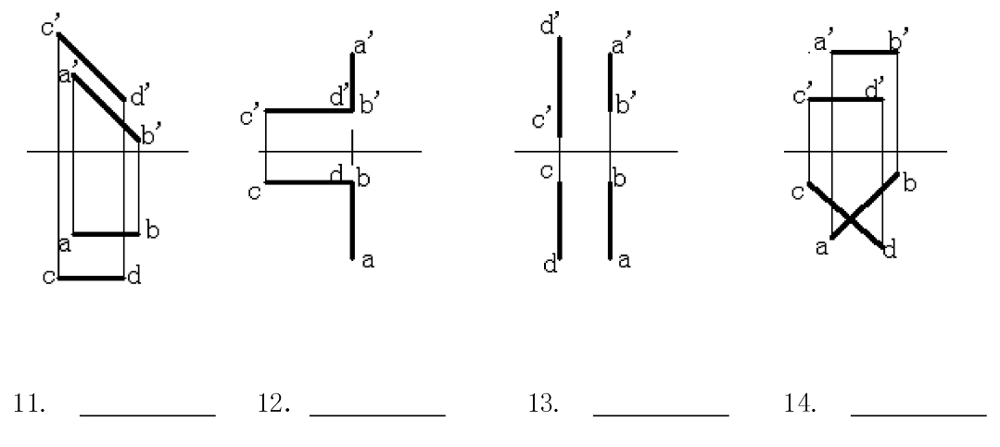 c' d' a' a' b'
a' d' c' d' b' c' d'
b' c' b'
c d b c b c b
a b a d a a d
c d
11. 12. 13. 14.